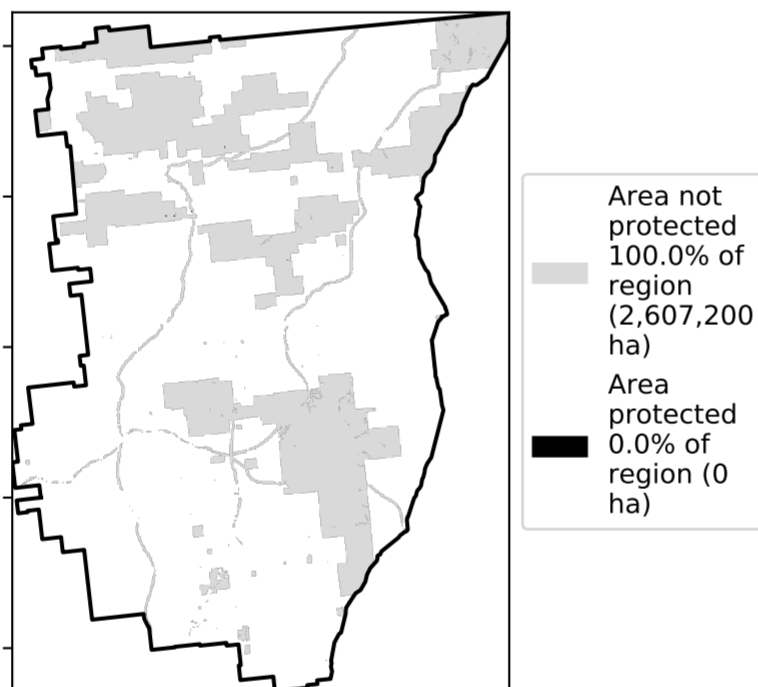 Area not
protected
100.0% of
region
(2,607,200
ha)
Area
protected
0.0% of
region (0
ha)